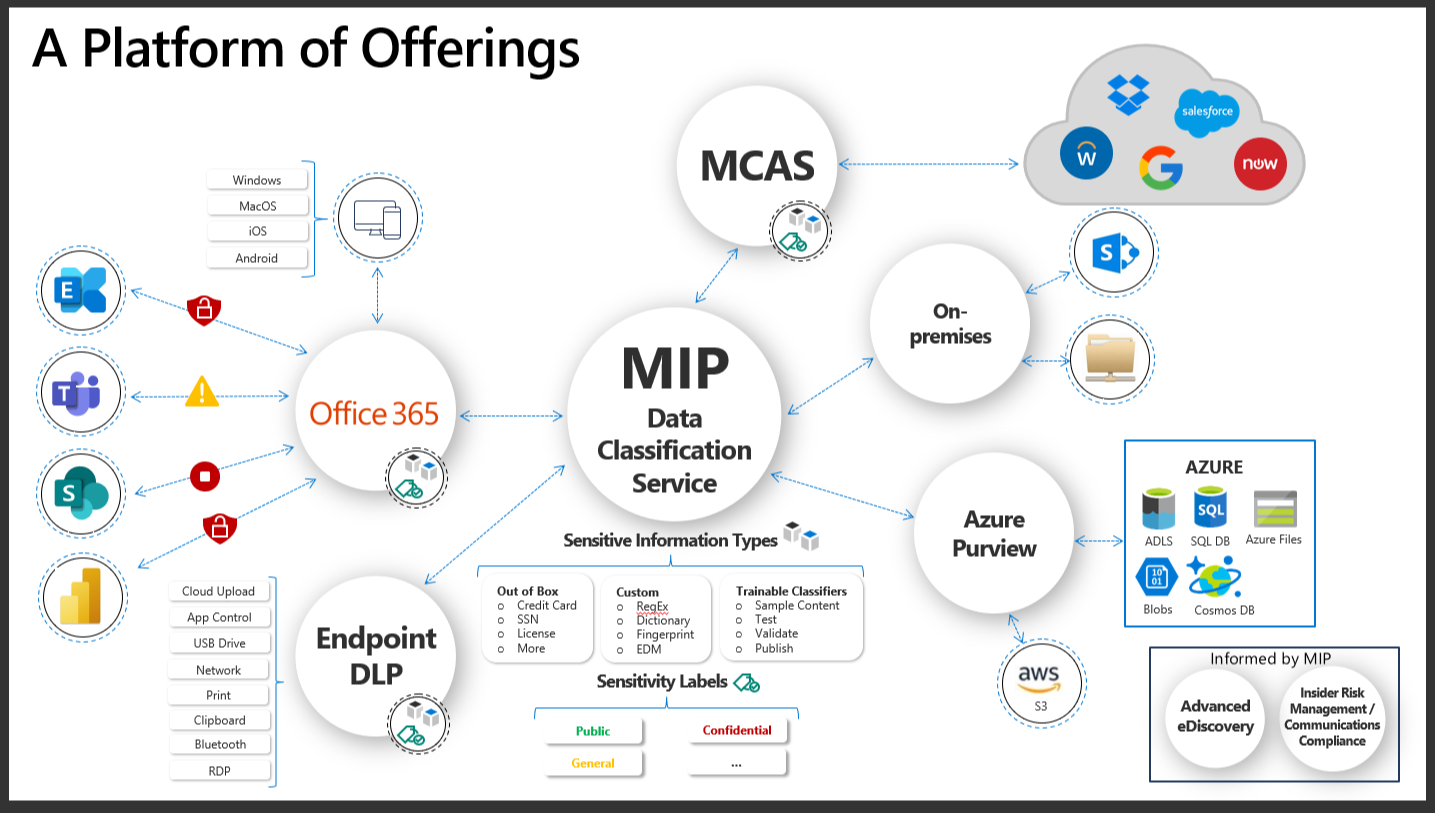 A Platform of Offerings
MCAS
salesforce
W
G
now
Windows
MacOS
iOS
Android
E
T
S
Office 365
MIP
Data
Classification
Service
On-
premises
S
Azure
Purview
AZURE
ADLS
SQL
SQL DB
Azure Files
10
01
Blobs
Cosmos DB
aws
S3
Sensitive Information Types
Out of Box
Credit Card
SSN
License
More
Custom
RegEx
Dictionary
Fingerprint
EDM
Trainable Classifiers
Sample Content
Test
Validate
Publish
Sensitivity Labels
Public
Confidential
General
...
Endpoint
DLP
Cloud Upload
App Control
USB Drive
Network
Print
Clipboard
Bluetooth
RDP
Informed by MIP
Advanced
eDiscovery
Insider Risk
Management /
Communications
Compliance